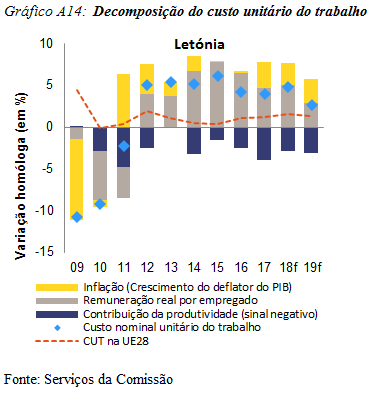 Gráfico A14: Decomposição do custo unitário do trabalho
Letónia
Variação homóloga (em %)
10
5
0
-5
-10
-15
09 10 11 12 13 14 15 16 17 18f 19f
Inflação (Crescimento do deflator do PIB)
Remuneração real por empregado
Contribuição da produtividade (sinal negativo)
Custo nominal unitário do trabalho
CUT na UE28
Fonte: Serviços da Comissão